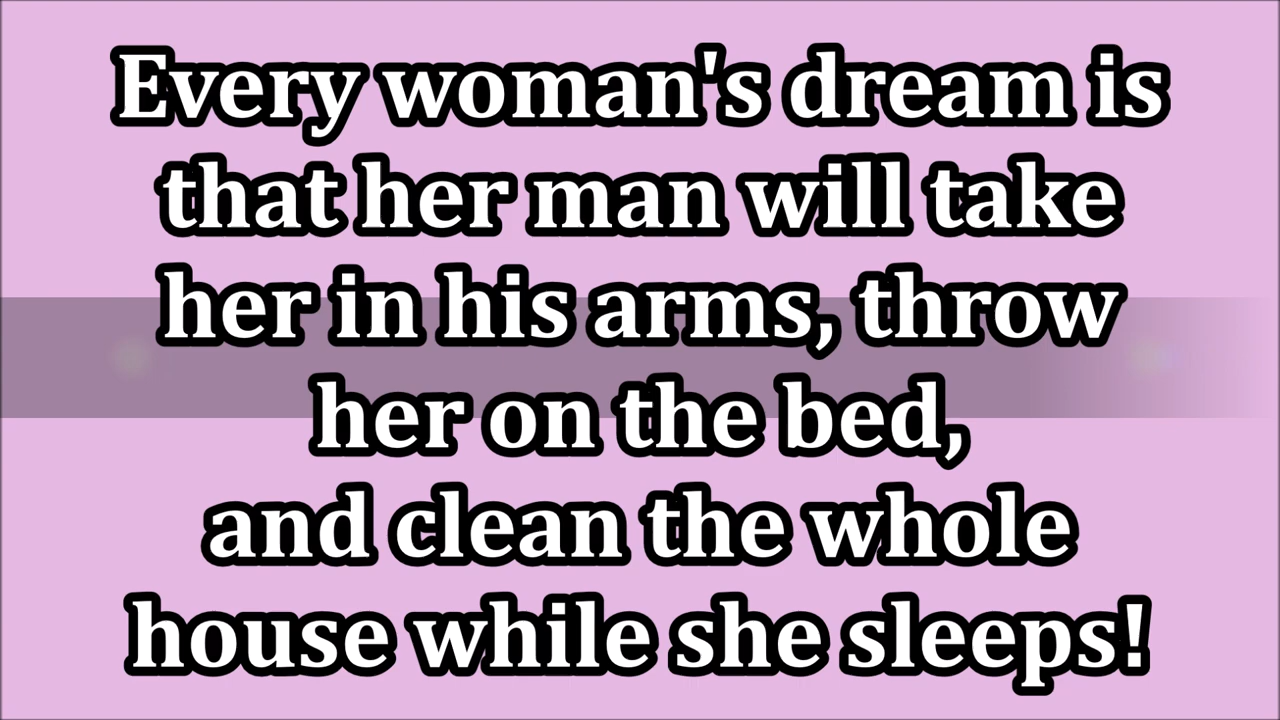 Every woman's dream is
that her man will take
her in his arms, throw
her on the bed,
and clean the whole
house while she sleeps!